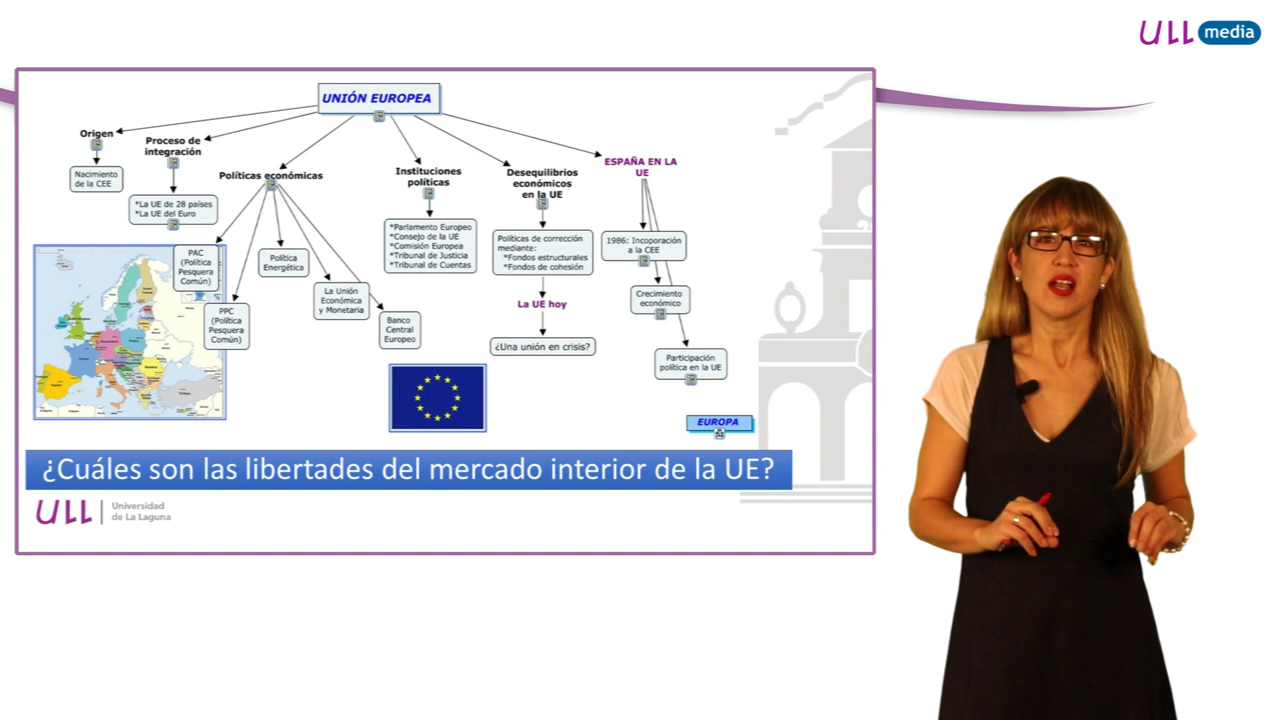 ULL media
UNIÓN EUROPEA
Origen
Nacimiento
de la CEE
Proceso de
integración
*La UE de 28 países
*La UE del Euro
Políticas económicas
PAC
(Política
Pesquera
Común)
PPC
(Política
Pesquera
Común)
Política
Energética
La Unión
Económica
y Monetaria
Banco
Central
Europeo
Instituciones
políticas
*Parlamento Europeo
*Consejo de la UE
*Comisión Europea
*Tribunal de Justicia
*Tribunal de Cuentas
Desequilibrios
económicos
en la UE
Políticas de corrección
mediante:
*Fondos estructurales
*Fondos de cohesión
La UE hoy
¿Una unión en crisis?
ESPAÑA EN LA
UE
1986: Incoporación
a la CEE
Crecimiento
económico
Participación
política en la UE
EUROPA
¿Cuáles son las libertades del mercado interior de la UE?
ULL
Universidad
de La Laguna